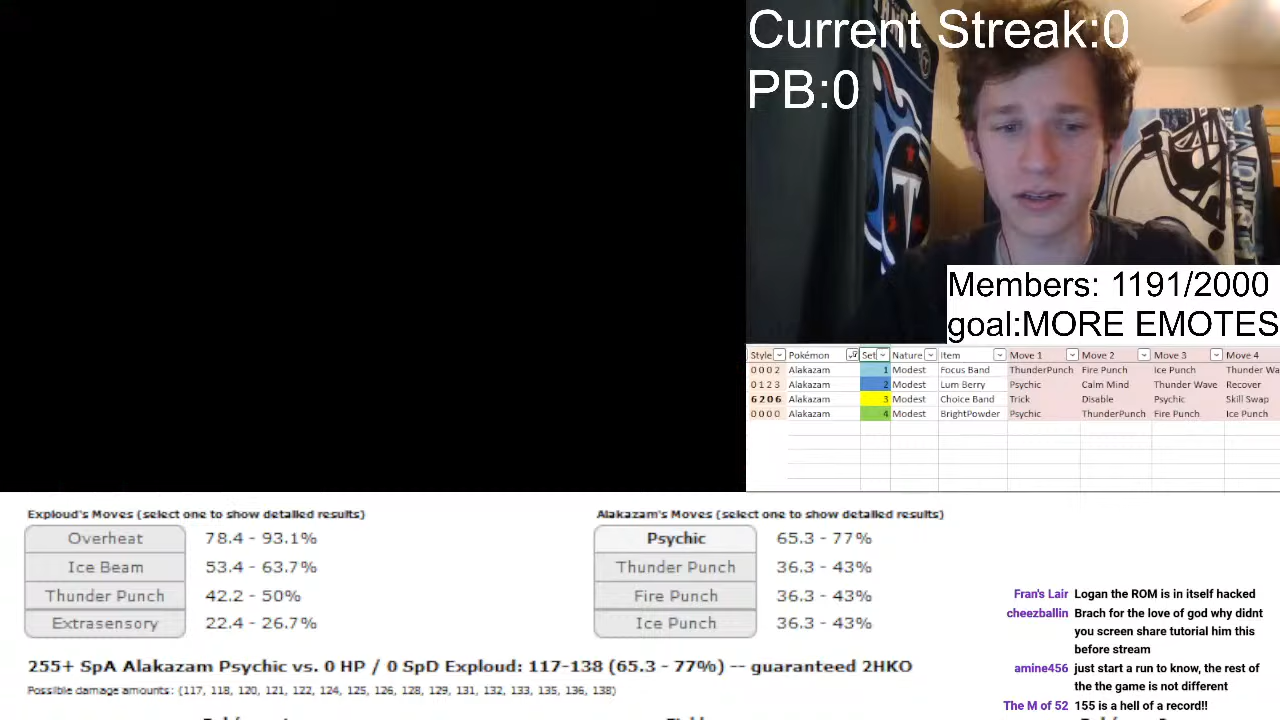 Current Streak:0
PB:0
Members: 1191/2000
goal:MORE EMOTES
Style Pokémon Set Nature Item Move 1 Move 2 Move 3 Move 4
0 0 0 2 Alakazam 1 Modest Focus Band ThunderPunch Fire Punch Ice Punch Thunder Wa
0 1 2 3 Alakazam 2 Modest Lum Berry Psychic Calm Mind Thunder Wave Recover
6 2 0 6 Alakazam 3 Modest Choice Band Trick Disable Psychic Skill Swap
0 0 0 0 Alakazam 4 Modest BrightPowder Psychic ThunderPunch Fire Punch Ice Punch
Exploud's Moves (select one to show detailed results)
Overheat 78.4 - 93.1%
Ice Beam 53.4 - 63.7%
Thunder Punch 42.2 - 50%
Extrasensory 22.4 - 26.7%
Alakazam's Moves (select one to show detailed results)
Psychic 65.3 - 77%
Thunder Punch 36.3 - 43%
Fire Punch 36.3 - 43%
Ice Punch 36.3 - 43%
255+ SpA Alakazam Psychic vs. 0 HP / 0 SpD Exploud: 117-138 (65.3 - 77%) -- guaranteed 2HKO
Possible damage amounts: (117, 118, 120, 121, 122, 124, 125, 126, 128, 129, 131, 132, 133, 135, 136, 138)
Fran's Lair Logan the ROM is in itself hacked
cheezballin Brach for the love of god why didnt
you screen share tutorial him this
before stream
amine456 just start a run to know, the rest of
the the game is not different
The M of 52 155 is a hell of a record!!